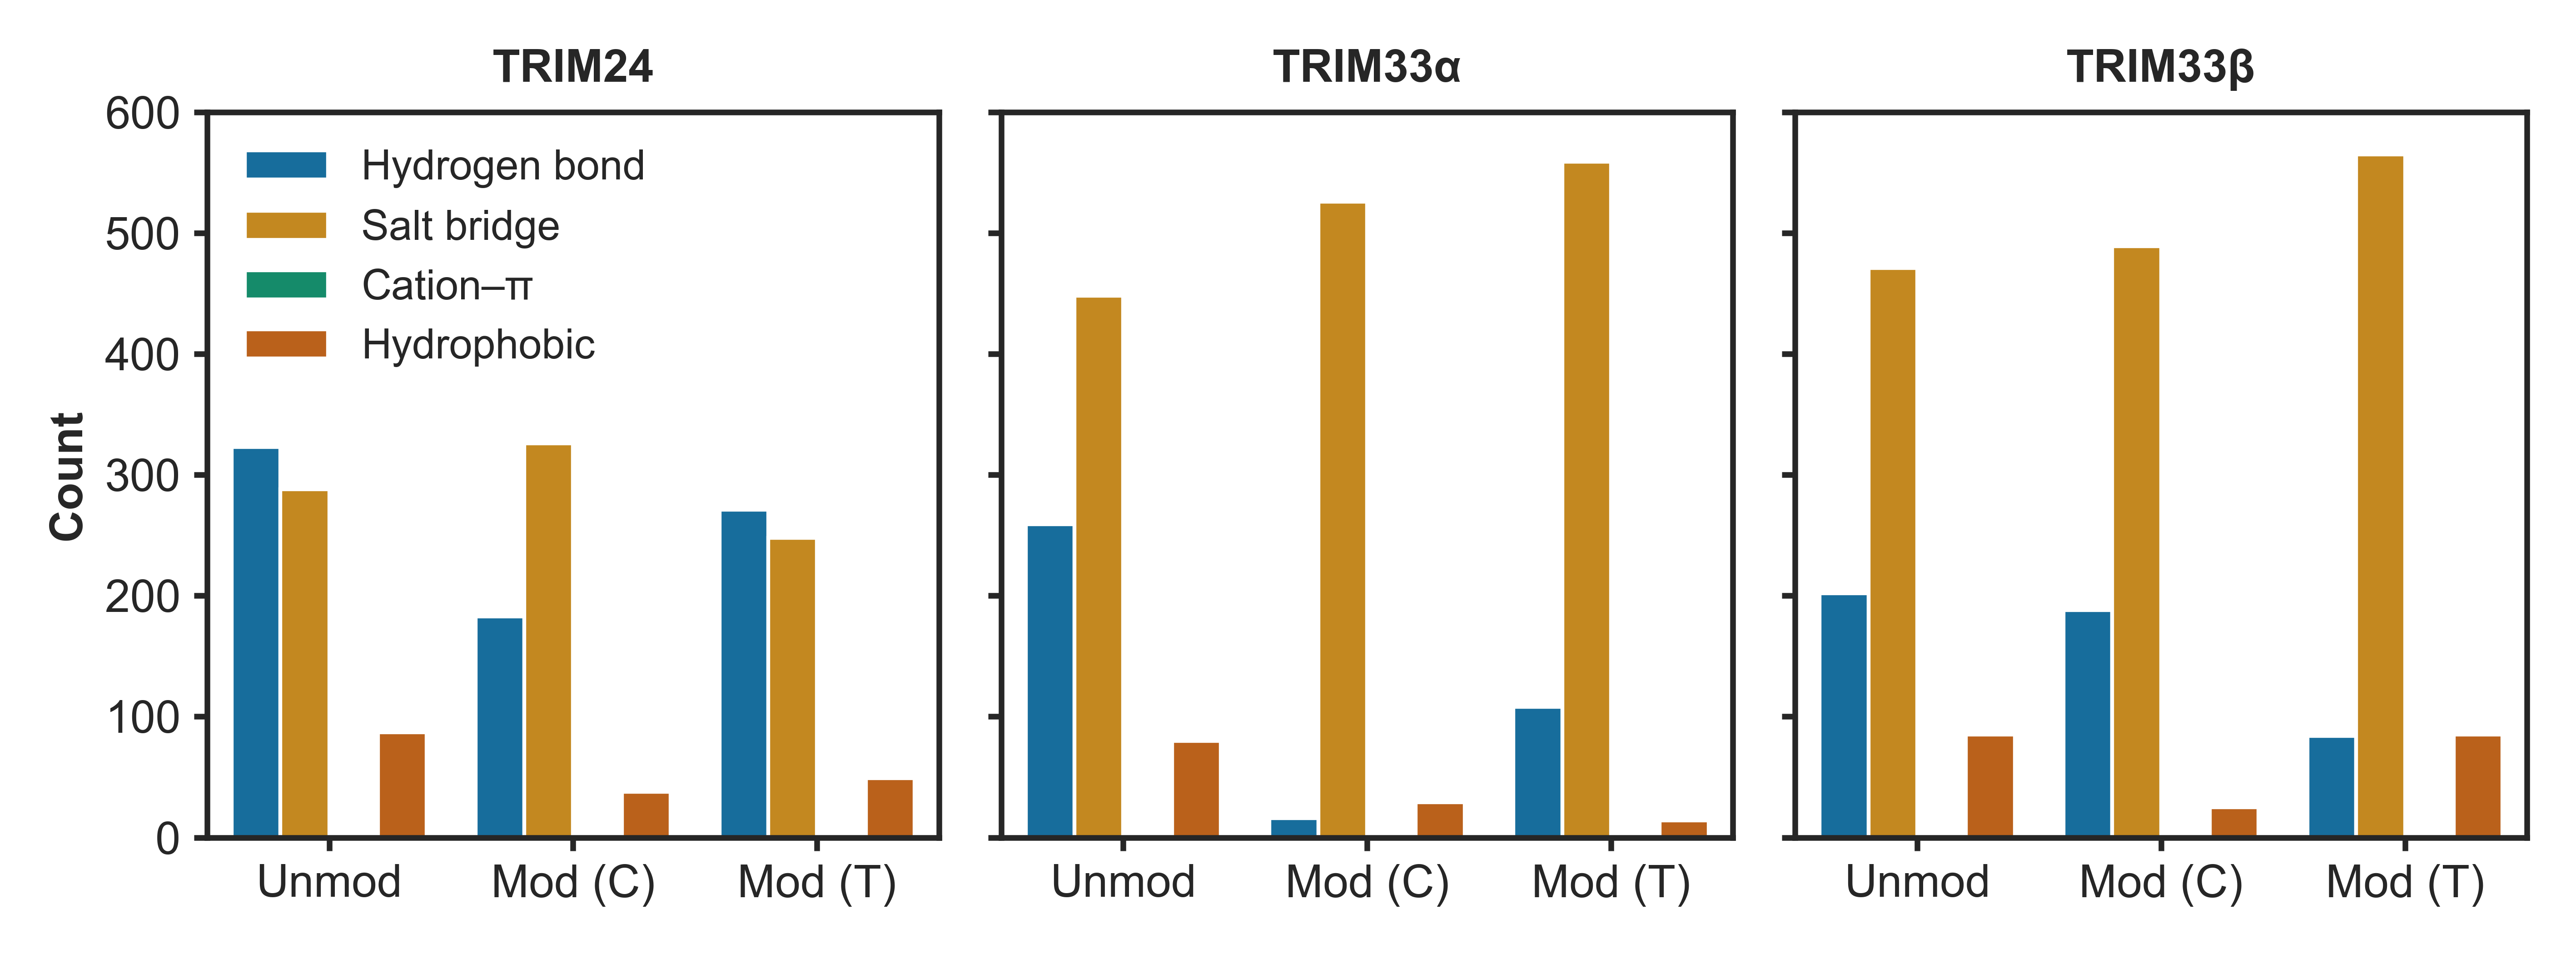 TRIM24
TRIM33α
TRIM33β
Count
600
500
400
300
200
100
0
Hydrogen bond
Salt bridge
Cation–π
Hydrophobic
Unmod
Mod (C)
Mod (T)
Unmod
Mod (C)
Mod (T)
Unmod
Mod (C)
Mod (T)